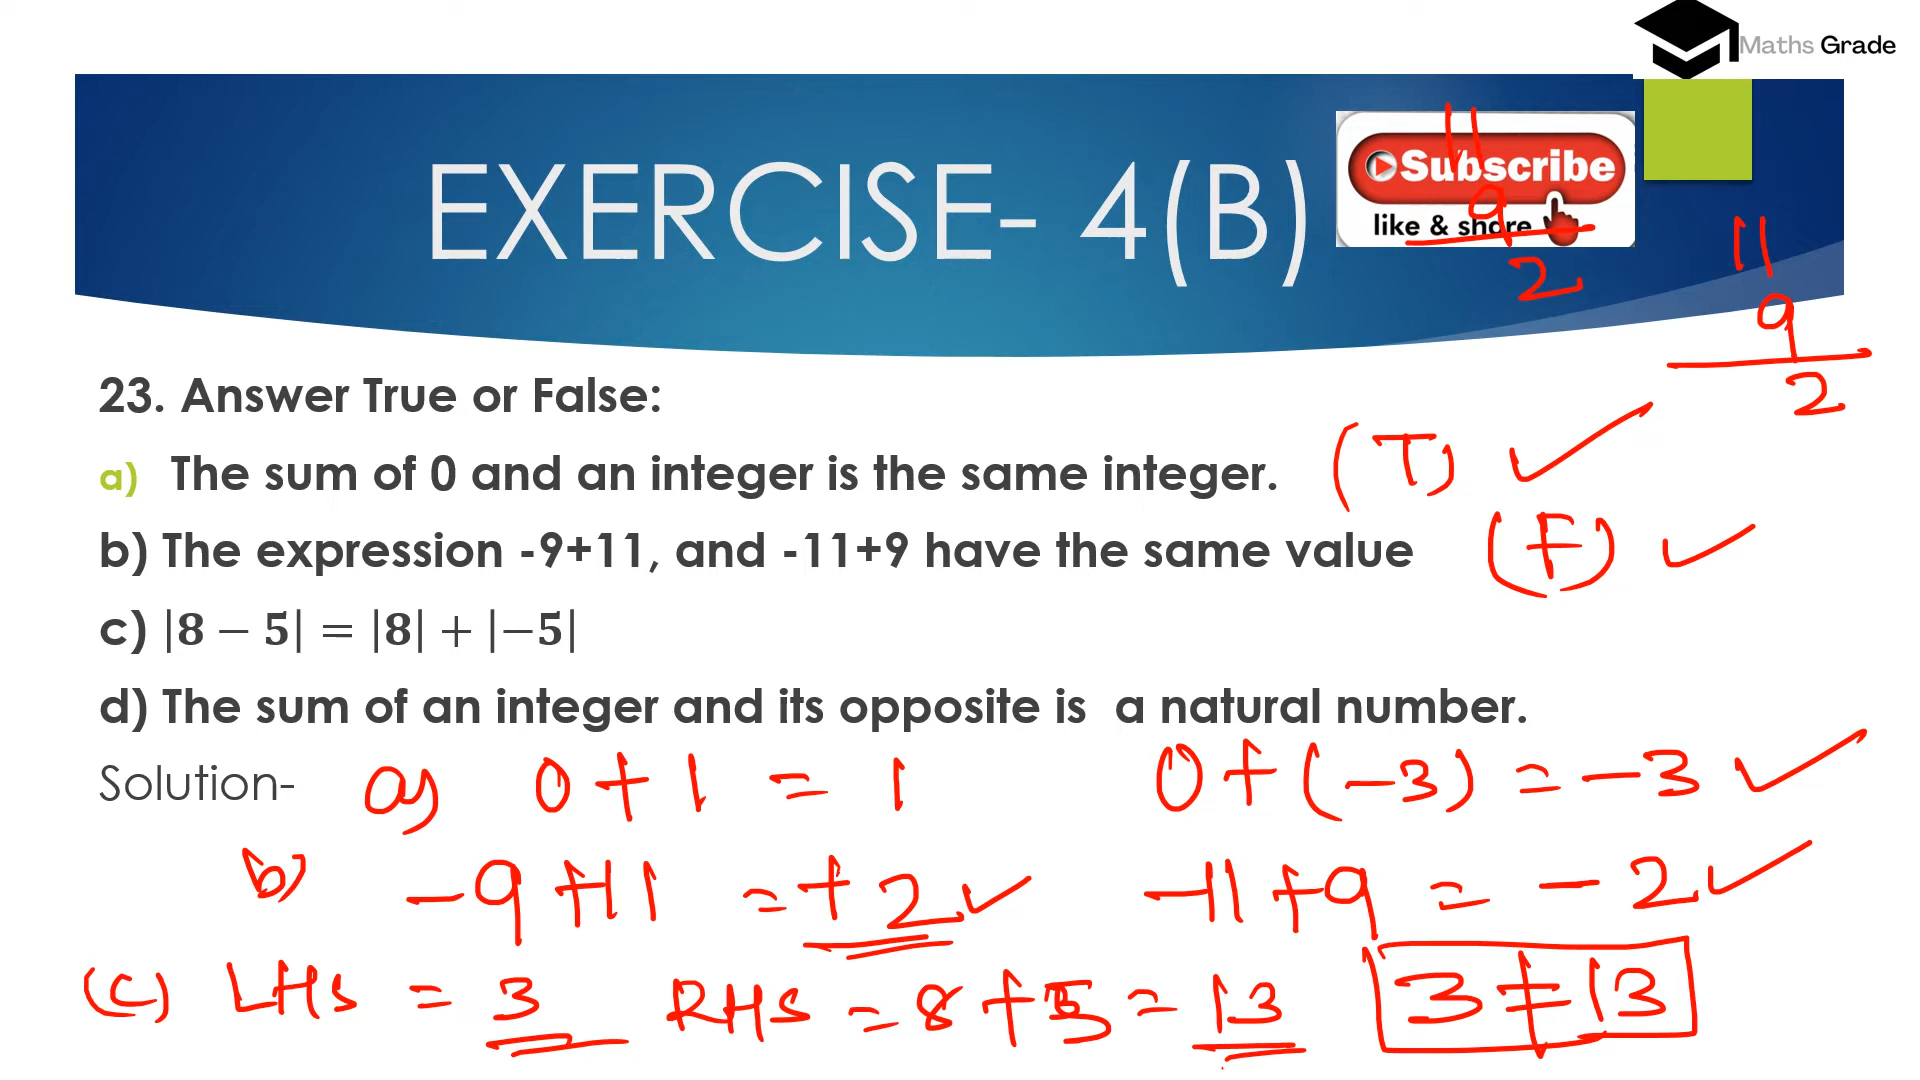 Maths Grade
EXERCISE- 4(B)
Subscribe
like & share
11
9
2
11
9
2
23. Answer True or False:
a) The sum of 0 and an integer is the same integer. (T) ✓
b) The expression -9+11, and -11+9 have the same value (F) ✓
c) |8 − 5| = |8| + |−5|
d) The sum of an integer and its opposite is a natural number.
Solution- a) 0 + 1 = 1 0 + (-3) = -3 ✓
b) -9 + 11 = +2 ✓ -11 + 9 = -2 ✓
(c) LHS = 3 RHS = 8 + 5 = 13 3 ≠ 13